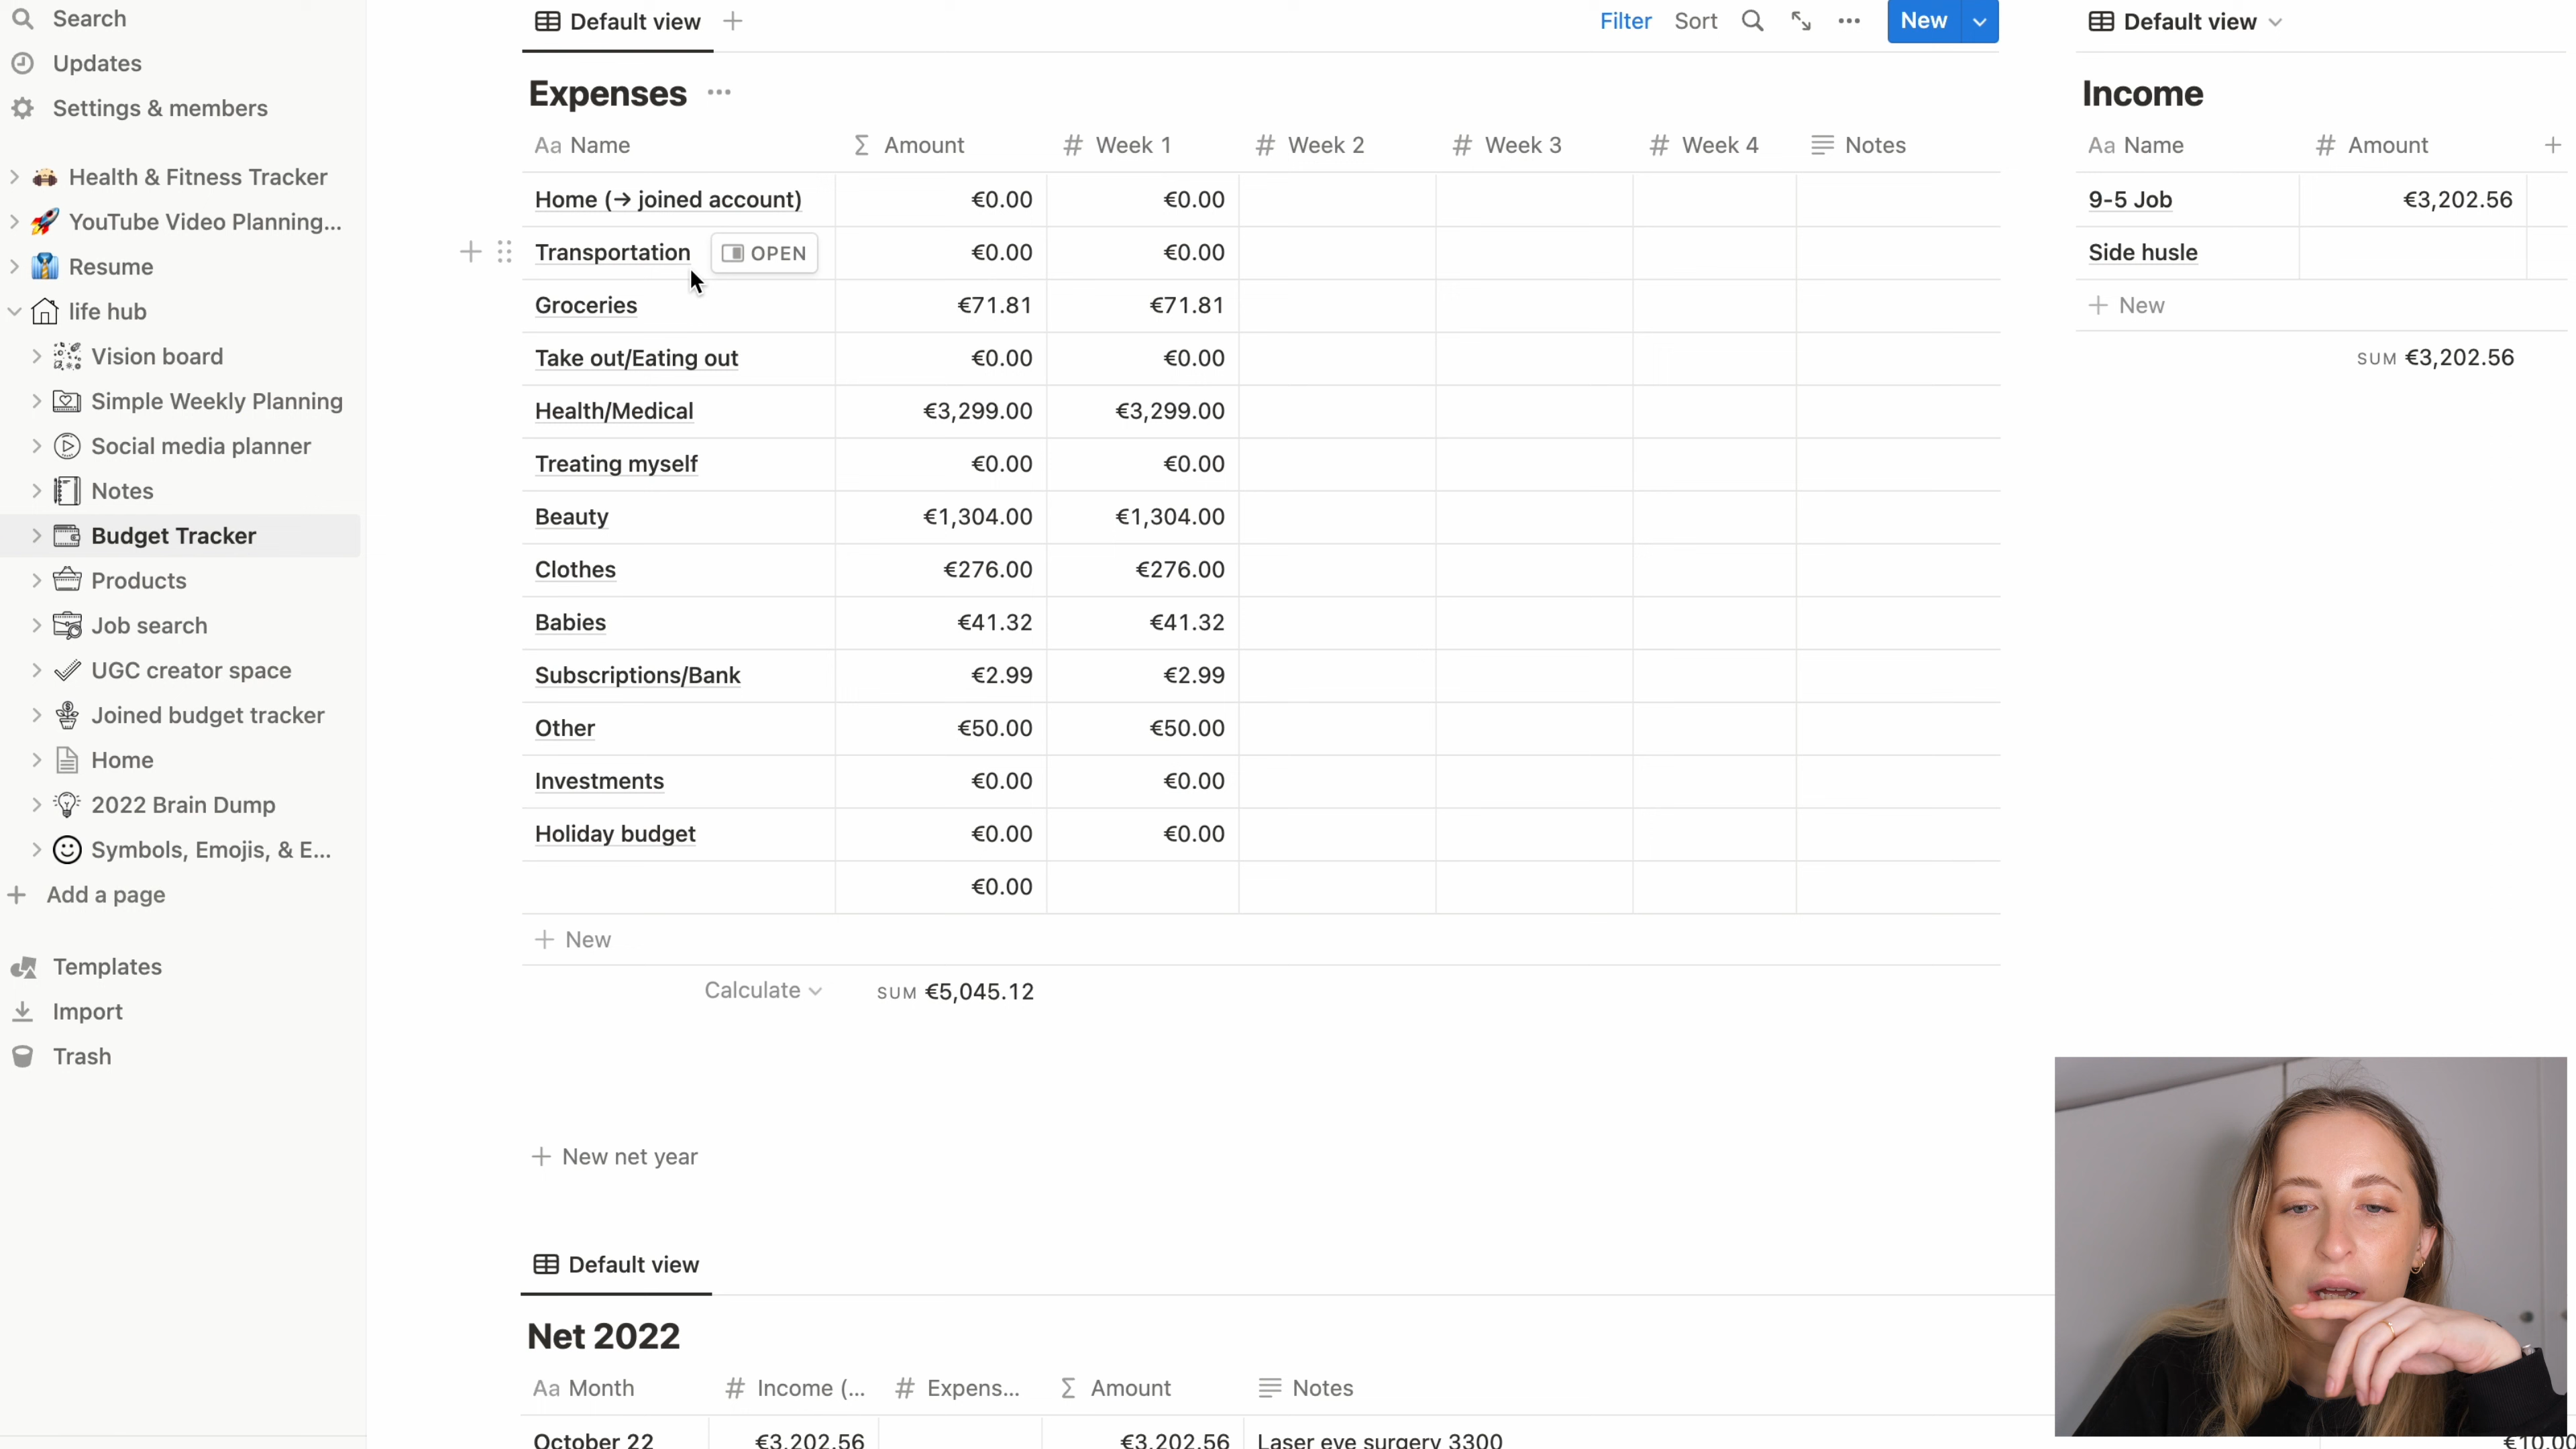 Search
Updates
Settings & members
Health & Fitness Tracker
YouTube Video Planning...
Resume
life hub
Vision board
Simple Weekly Planning
Social media planner
Notes
Budget Tracker
Products
Job search
UGC creator space
Joined budget tracker
Home
2022 Brain Dump
Symbols, Emojis, & E...
+ Add a page
Templates
Import
Trash
Default view +
Filter Sort ••• New
Expenses •••
Aa Name Σ Amount # Week 1 # Week 2 # Week 3 # Week 4 Notes
Home (→ joined account) €0.00 €0.00
+ Transportation OPEN €0.00 €0.00
Groceries €71.81 €71.81
Take out/Eating out €0.00 €0.00
Health/Medical €3,299.00 €3,299.00
Treating myself €0.00 €0.00
Beauty €1,304.00 €1,304.00
Clothes €276.00 €276.00
Babies €41.32 €41.32
Subscriptions/Bank €2.99 €2.99
Other €50.00 €50.00
Investments €0.00 €0.00
Holiday budget €0.00 €0.00
€0.00
+ New
Calculate SUM €5,045.12
Default view
Income
Aa Name # Amount +
9-5 Job €3,202.56
Side husle
+ New
SUM €3,202.56
+ New net year
Default view
Net 2022
Aa Month # Income (... # Expens... Σ Amount Notes
October 22 €3,202.56 €3,202.56 Laser eye surgery 3300